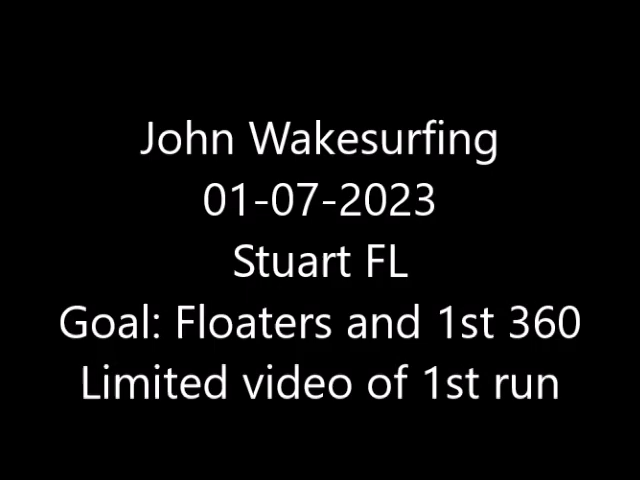 John Wakesurfing
01-07-2023
Stuart FL
Goal: Floaters and 1st 360
Limited video of 1st run